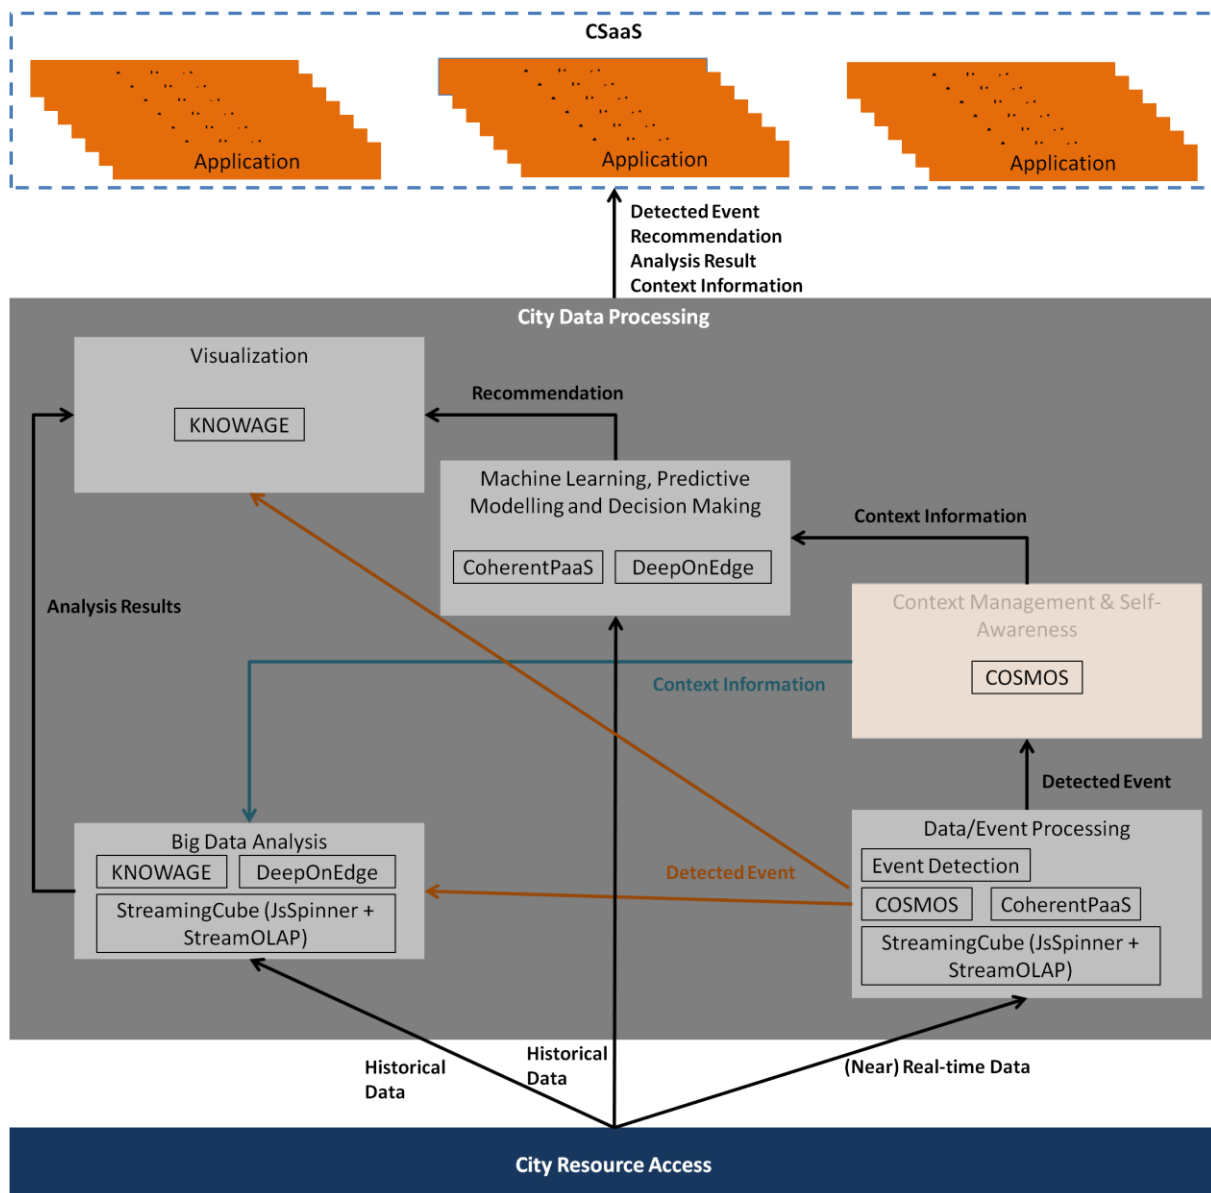 CSaaS
Application
Application
Application
Detected Event
Recommendation
Analysis Result
Context Information
City Data Processing
Visualization
KNOWAGE
Recommendation
Machine Learning, Predictive
Modelling and Decision Making
CoherentPaaS
DeepOnEdge
Context Information
Context Management & Self-
Awareness
COSMOS
Analysis Results
Context Information
Detected Event
Big Data Analysis
KNOWAGE
DeepOnEdge
StreamingCube (JsSpinner +
StreamOLAP)
Detected Event
Data/Event Processing
Event Detection
COSMOS
CoherentPaaS
StreamingCube (JsSpinner +
StreamOLAP)
Historical
Data
Historical
Data
(Near) Real-time Data
City Resource Access